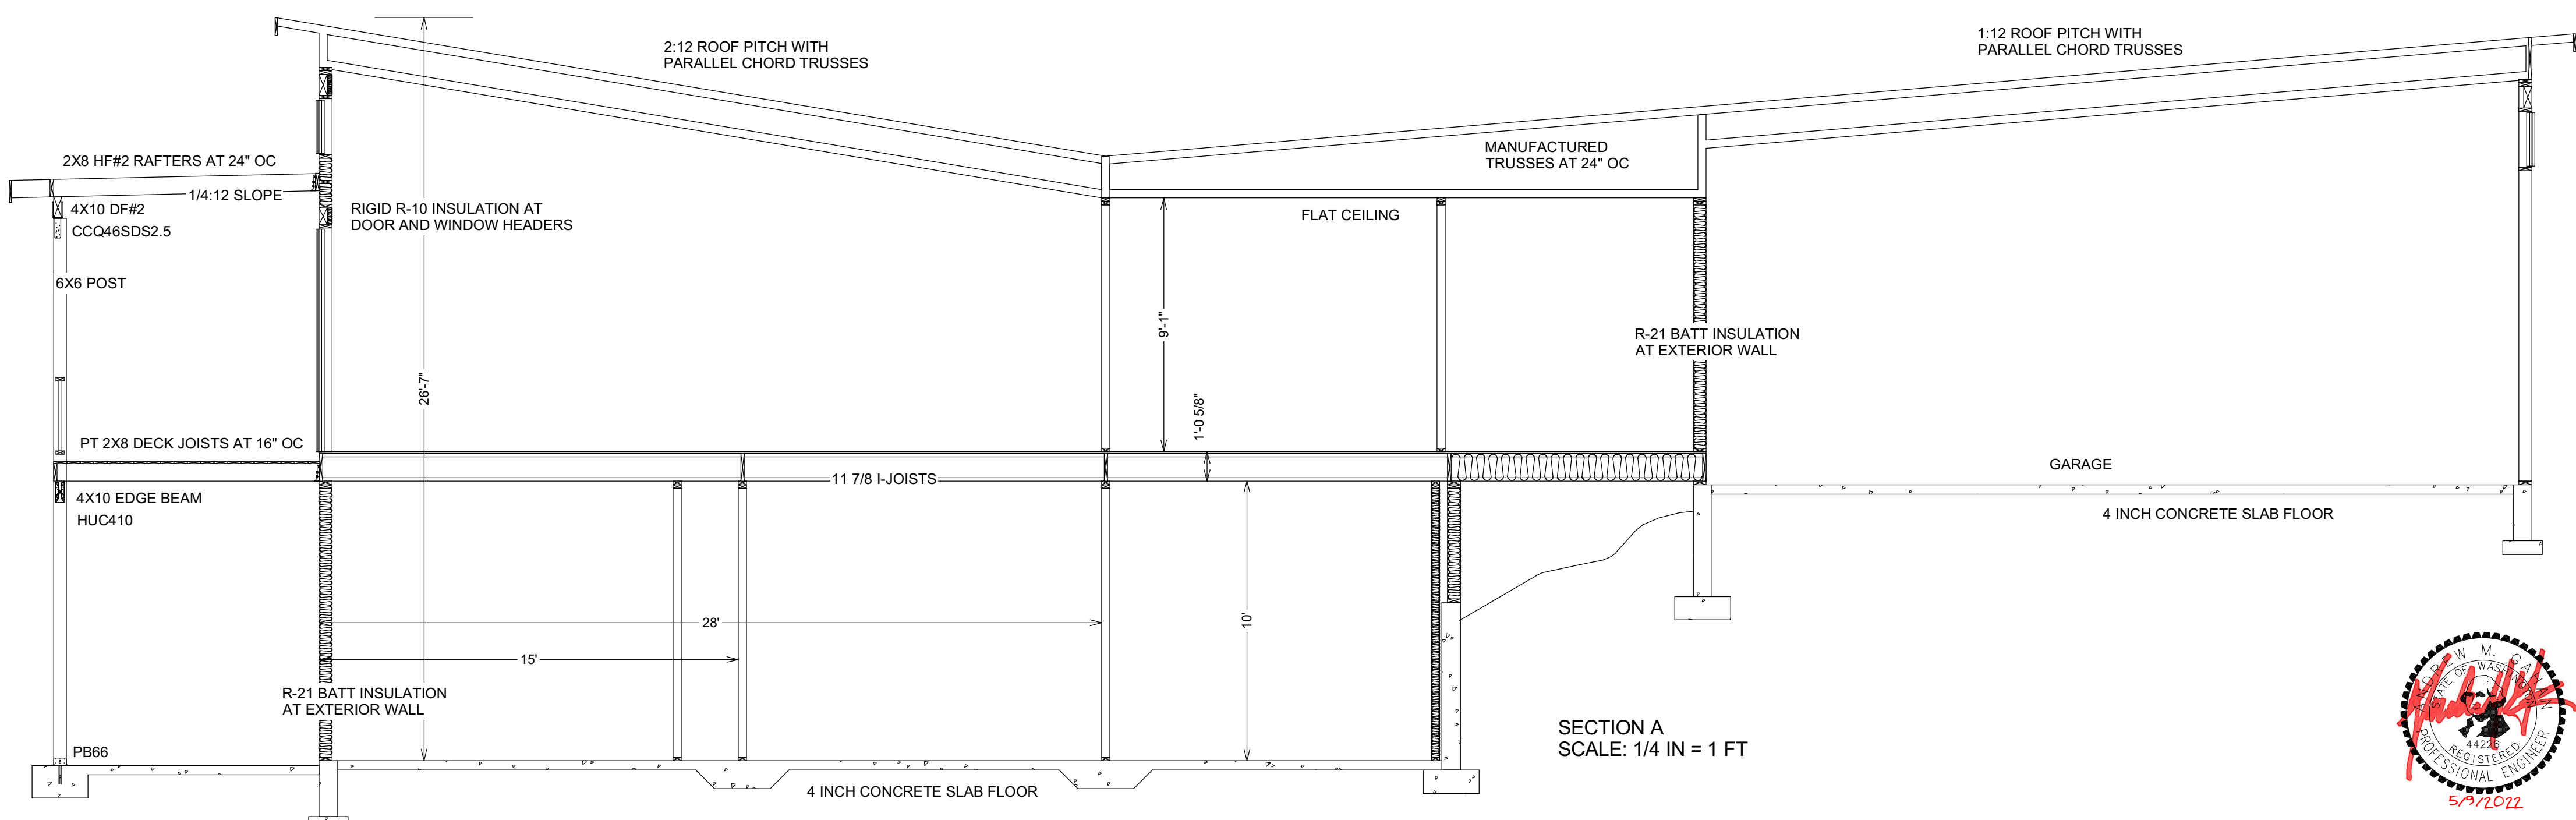 2:12 ROOF PITCH WITH
PARALLEL CHORD TRUSSES
1:12 ROOF PITCH WITH
PARALLEL CHORD TRUSSES
2X8 HF#2 RAFTERS AT 24" OC
1/4:12 SLOPE
4X10 DF#2
CCQ46SDS2.5
6X6 POST
RIGID R-10 INSULATION AT
DOOR AND WINDOW HEADERS
MANUFACTURED
TRUSSES AT 24" OC
FLAT CEILING
9'-1"
26'-7"
1'-0 5/8"
R-21 BATT INSULATION
AT EXTERIOR WALL
PT 2X8 DECK JOISTS AT 16" OC
11 7/8 I-JOISTS
4X10 EDGE BEAM
HUC410
GARAGE
4 INCH CONCRETE SLAB FLOOR
28'
15'
10'
R-21 BATT INSULATION
AT EXTERIOR WALL
PB66
4 INCH CONCRETE SLAB FLOOR
SECTION A
SCALE: 1/4 IN = 1 FT
ANDREW M.
STATE OF WASHINGTON
44226
REGISTERED
PROFESSIONAL ENGINEER
5/9/2022